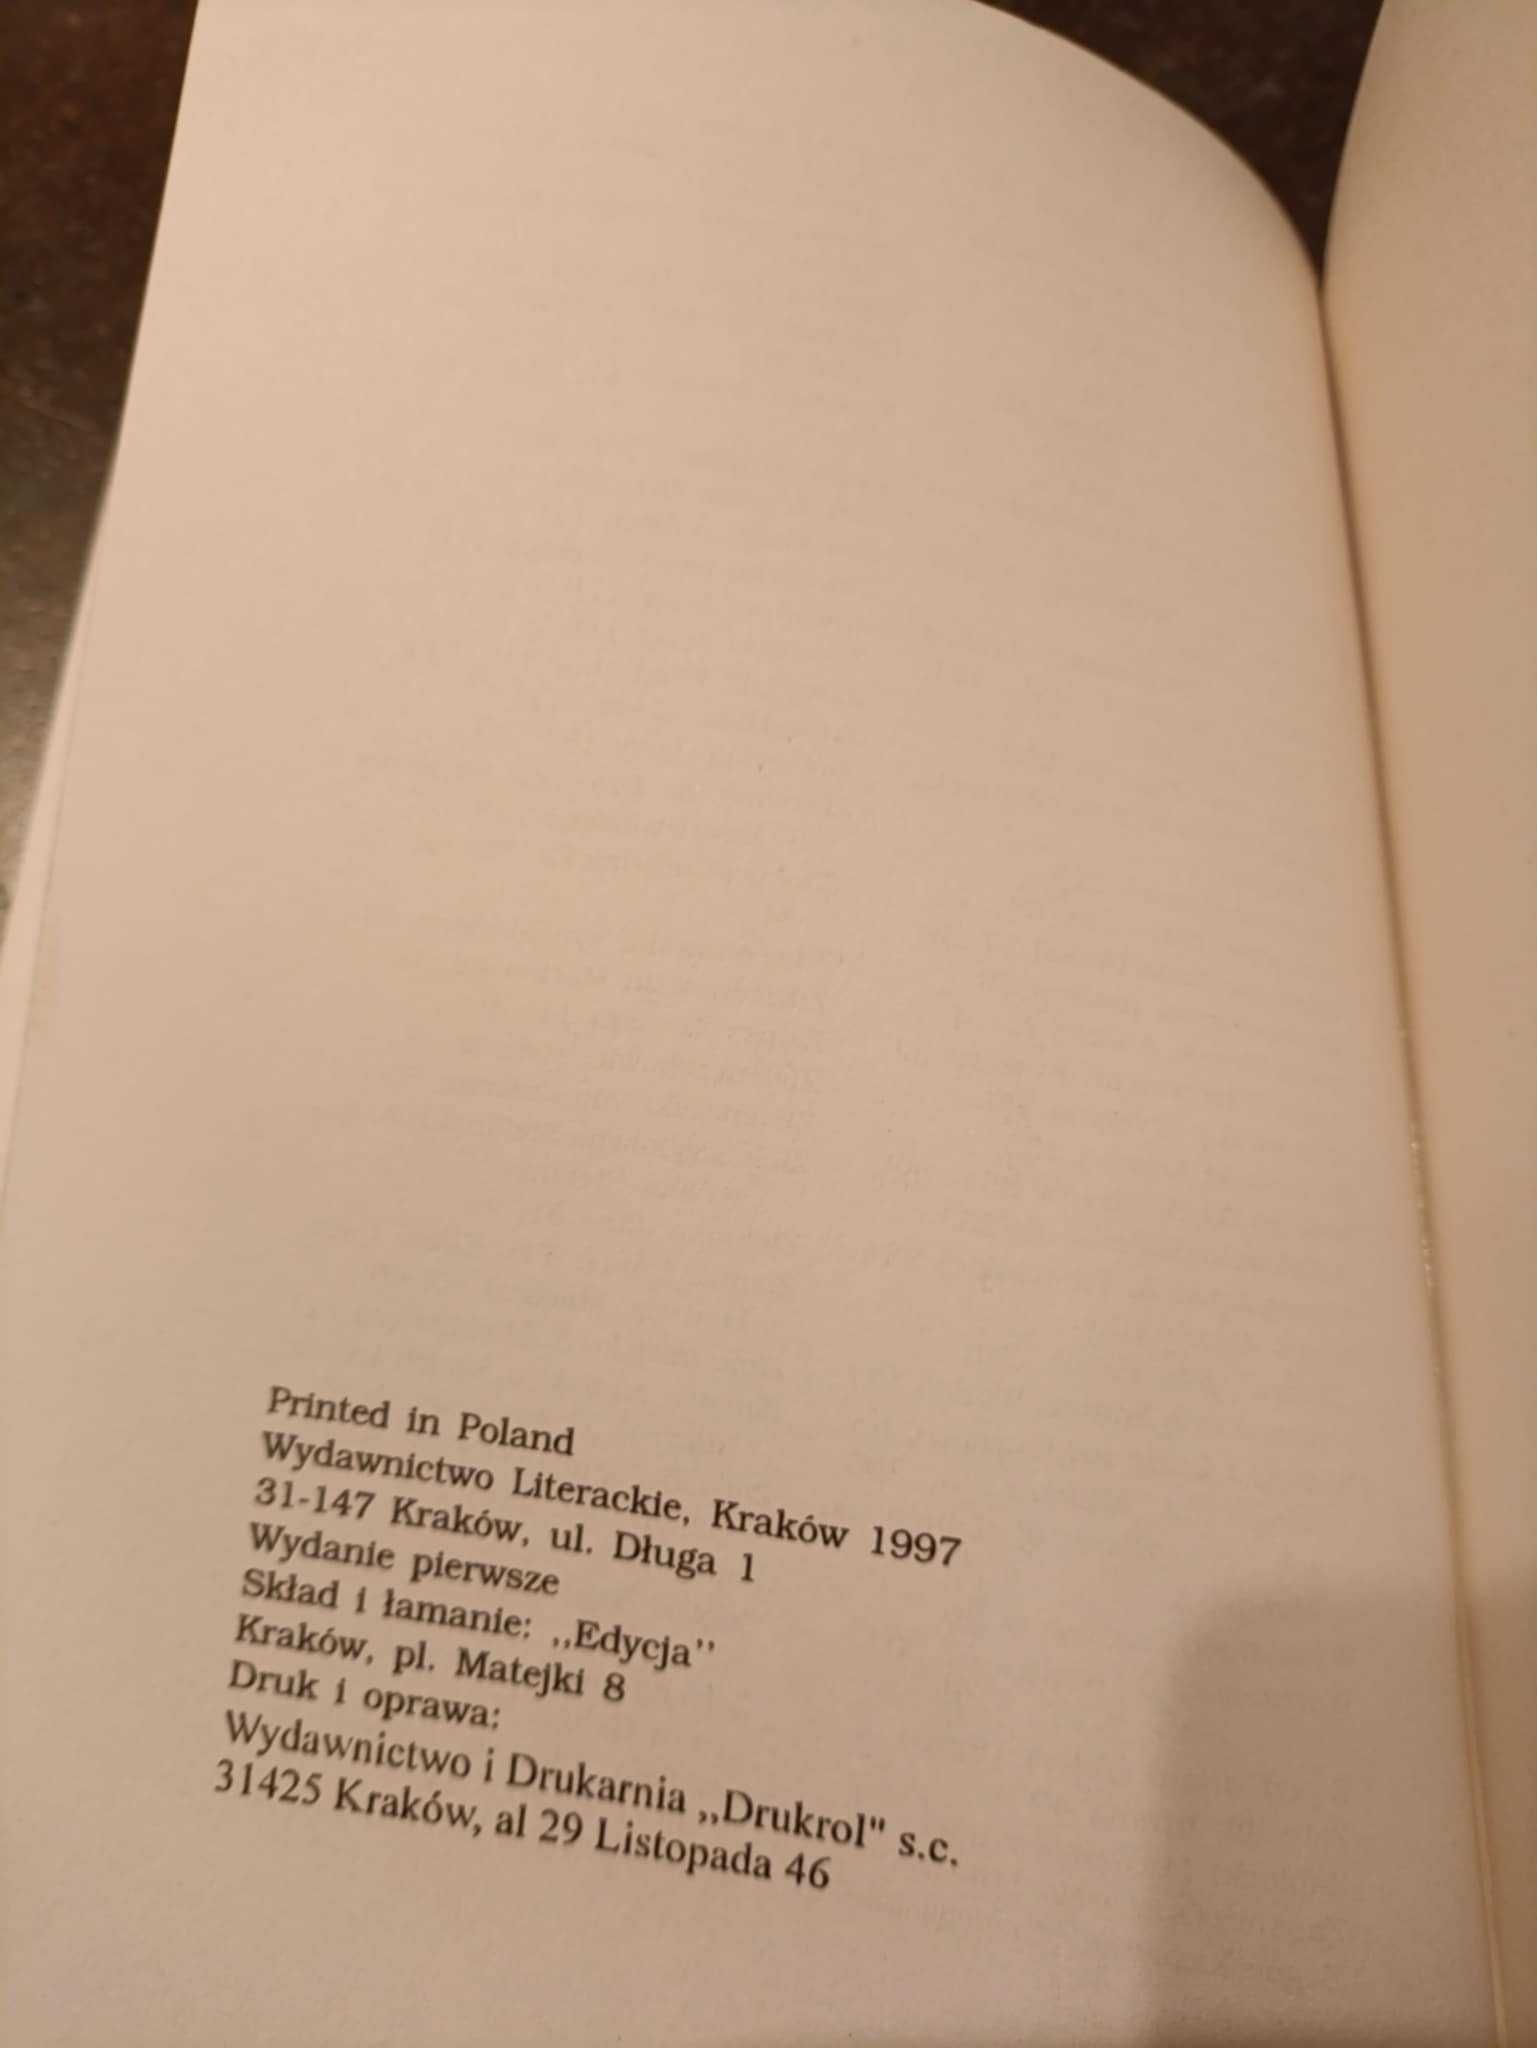 Printed in Poland
Wydawnictwo Literackie, Kraków 1997
31-147 Kraków, ul. Długa 1
Wydanie pierwsze
Skład i łamanie: ,,Edycja’’
Kraków, pl. Matejki 8
Druk i oprawa:
Wydawnictwo i Drukarnia ,,Drukrol" s.c.
31425 Kraków, al 29 Listopada 46